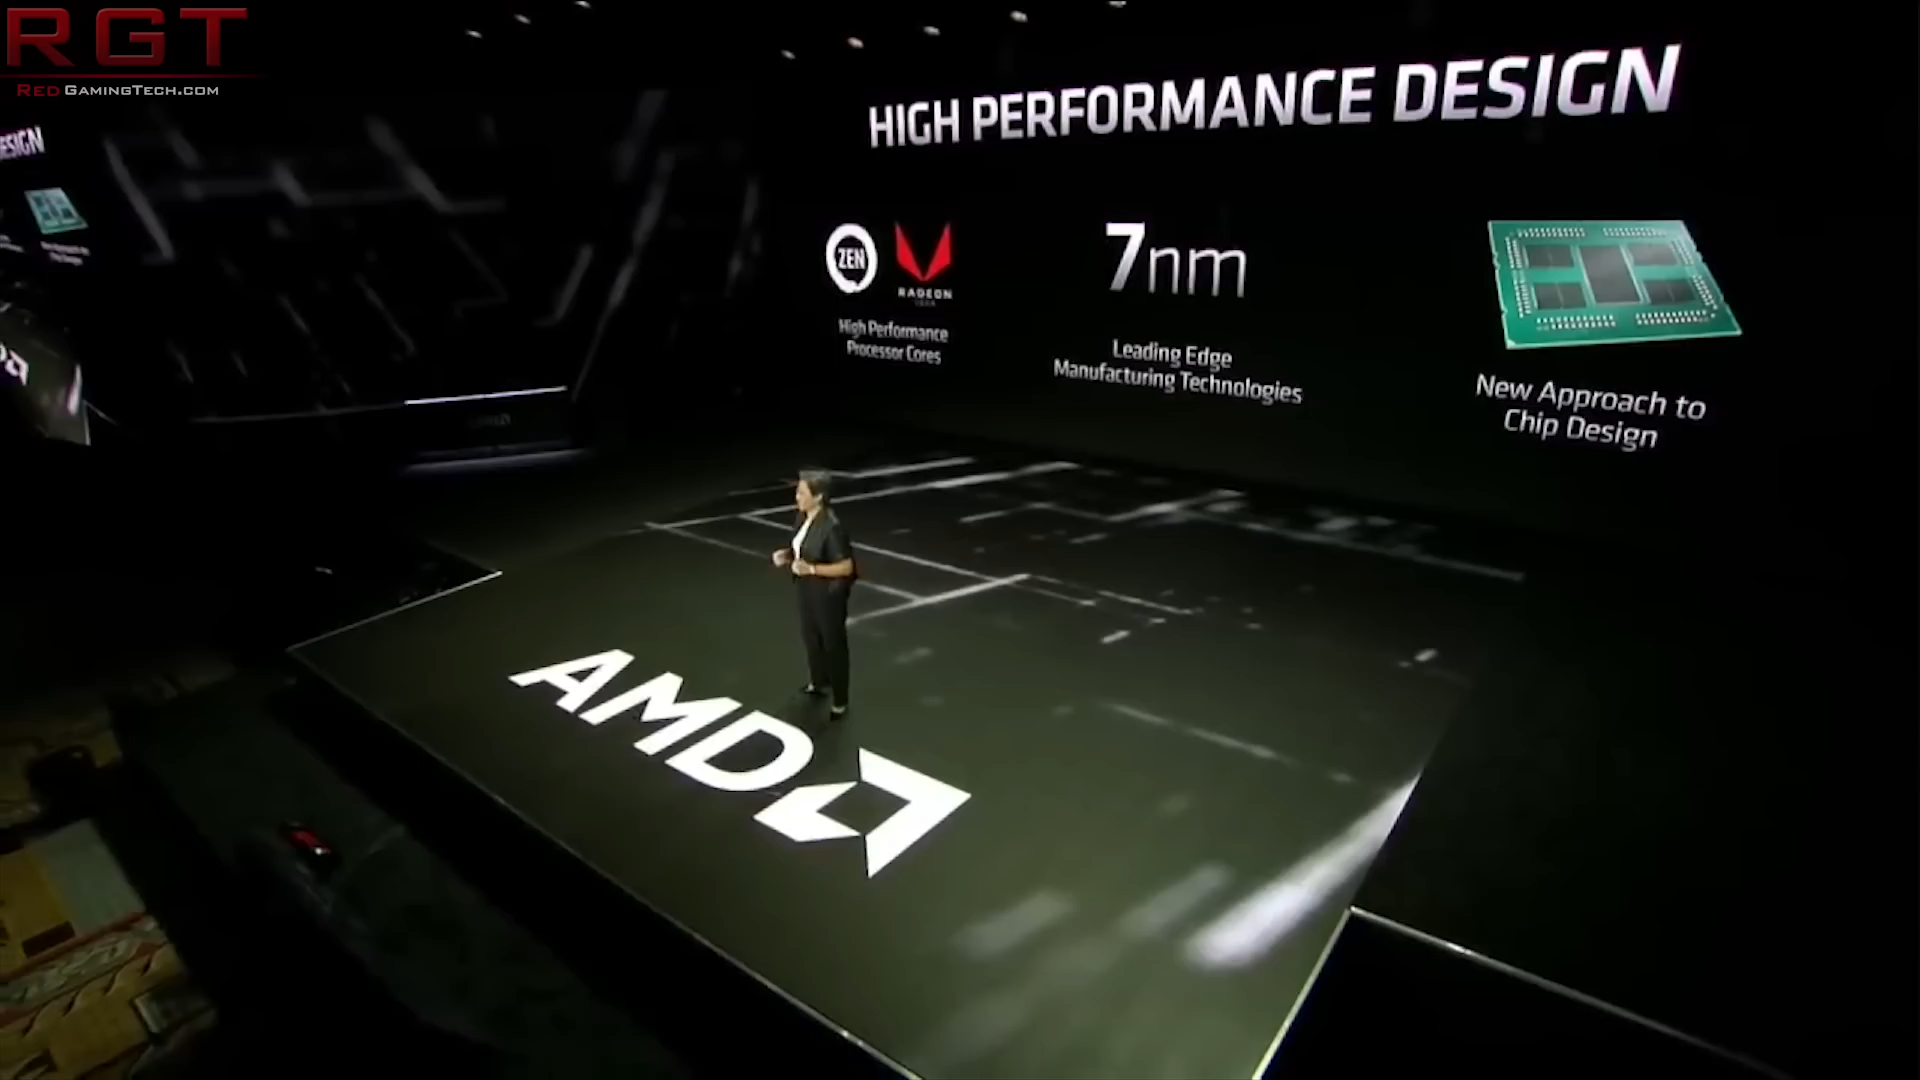 RGT
REDGAMINGTECH.COM
ESIGN
HIGH PERFORMANCE DESIGN
ZEN
RADEON
High Performance
Processor Cores
7nm
Leading Edge
Manufacturing Technologies
New Approach to
Chip Design
AMD